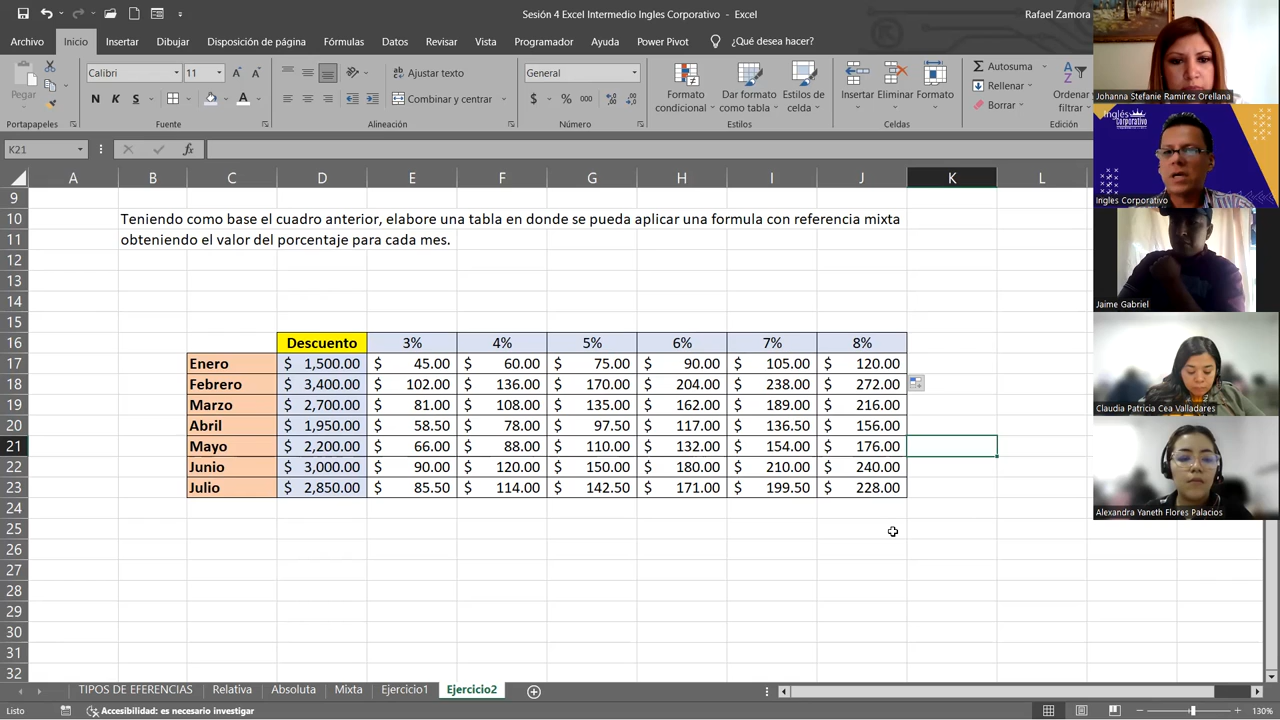 Sesión 4 Excel Intermedio Ingles Corporativo - Excel
Rafael Zamora
Archivo Inicio Insertar Dibujar Disposición de página Fórmulas Datos Revisar Vista Programador Ayuda Power Pivot ¿Qué desea hacer?
Pegar
Calibri 11
N K S
Ajustar texto
Combinar y centrar
General
$ % 000
Formato condicional
Dar formato como tabla
Estilos de celda
Insertar Eliminar Formato
Autosuma
Rellenar
Borrar
Ordenar filtrar
Portapapeles Fuente Alineación Número Estilos Celdas Edición
K21
fx
A B C D E F G H I J K L
9
10 Teniendo como base el cuadro anterior, elabore una tabla en donde se pueda aplicar una formula con referencia mixta
11 obteniendo el valor del porcentaje para cada mes.
12
13
14
15
16 Descuento 3% 4% 5% 6% 7% 8%
17 Enero $ 1,500.00 $ 45.00 $ 60.00 $ 75.00 $ 90.00 $ 105.00 $ 120.00
18 Febrero $ 3,400.00 $ 102.00 $ 136.00 $ 170.00 $ 204.00 $ 238.00 $ 272.00
19 Marzo $ 2,700.00 $ 81.00 $ 108.00 $ 135.00 $ 162.00 $ 189.00 $ 216.00
20 Abril $ 1,950.00 $ 58.50 $ 78.00 $ 97.50 $ 117.00 $ 136.50 $ 156.00
21 Mayo $ 2,200.00 $ 66.00 $ 88.00 $ 110.00 $ 132.00 $ 154.00 $ 176.00
22 Junio $ 3,000.00 $ 90.00 $ 120.00 $ 150.00 $ 180.00 $ 210.00 $ 240.00
23 Julio $ 2,850.00 $ 85.50 $ 114.00 $ 142.50 $ 171.00 $ 199.50 $ 228.00
24
25
26
27
28
29
30
31
32
TIPOS DE EFERENCIAS Relativa Absoluta Mixta Ejercicio1 Ejercicio2
Listo Accesibilidad: es necesario investigar 130%
Johanna Stefanie Ramírez Orellana
Inglés Corporativo
Ingles Corporativo
Jaime Gabriel
Claudia Patricia Cea Valladares
Alexandra Yaneth Flores Palacios